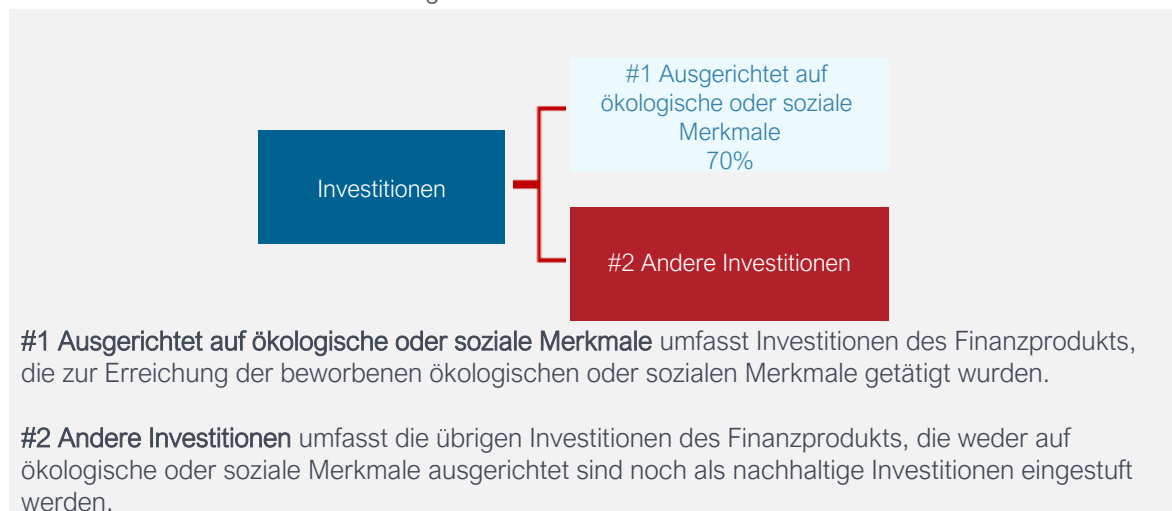 #1 Ausgerichtet auf
ökologische oder soziale
Merkmale
70%
Investitionen
#2 Andere Investitionen
#1 Ausgerichtet auf ökologische oder soziale Merkmale umfasst Investitionen des Finanzprodukts,
die zur Erreichung der beworbenen ökologischen oder sozialen Merkmale getätigt wurden.
#2 Andere Investitionen umfasst die übrigen Investitionen des Finanzprodukts, die weder auf
ökologische oder soziale Merkmale ausgerichtet sind noch als nachhaltige Investitionen eingestuft
werden.